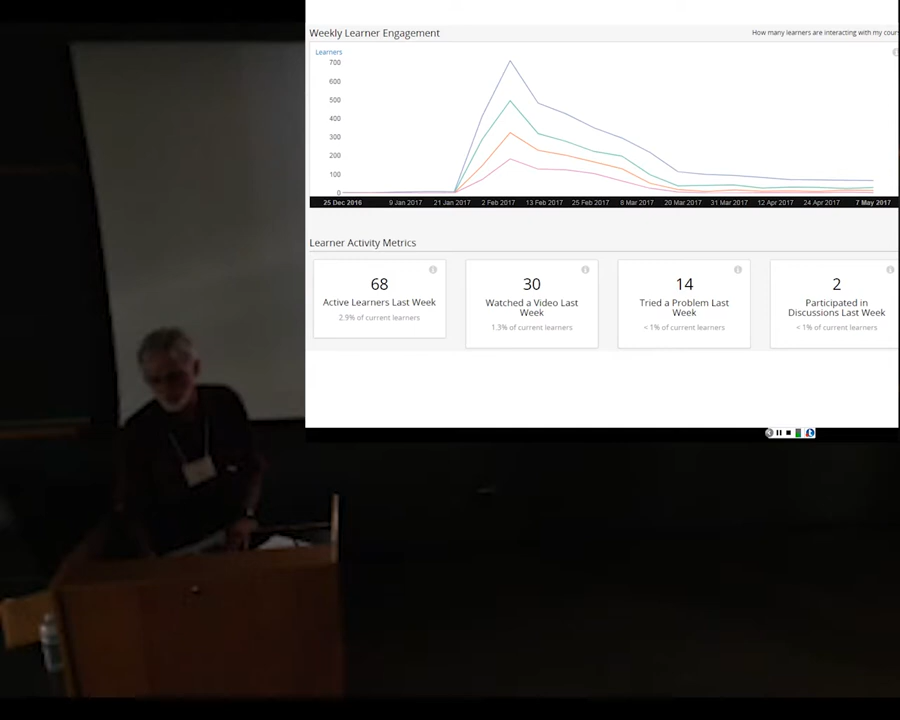 Weekly Learner Engagement
How many learners are interacting with my cour
Learners
700
600
500
400
300
200
100
0
25 Dec 2016 9 Jan 2017 21 Jan 2017 2 Feb 2017 13 Feb 2017 25 Feb 2017 8 Mar 2017 20 Mar 2017 31 Mar 2017 12 Apr 2017 24 Apr 2017 7 May 2017
Learner Activity Metrics
68
Active Learners Last Week
2.9% of current learners
30
Watched a Video Last
Week
1.3% of current learners
14
Tried a Problem Last
Week
< 1% of current learners
2
Participated in
Discussions Last Week
< 1% of current learners